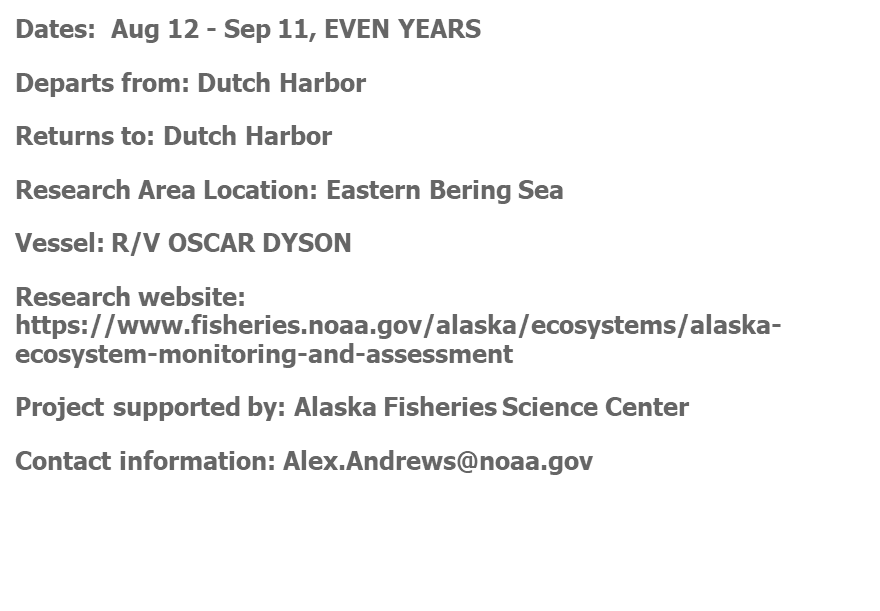 Dates:  Aug 12 - Sep 11, EVEN YEARS
Departs from: Dutch Harbor
Returns to: Dutch Harbor
Research Area Location: Eastern Bering Sea
Vessel: R/V OSCAR DYSON
Research website:
https://www.fisheries.noaa.gov/alaska/ecosystems/alaska-
ecosystem-monitoring-and-assessment
Project supported by: Alaska Fisheries Science Center
Contact information: Alex.Andrews@noaa.gov